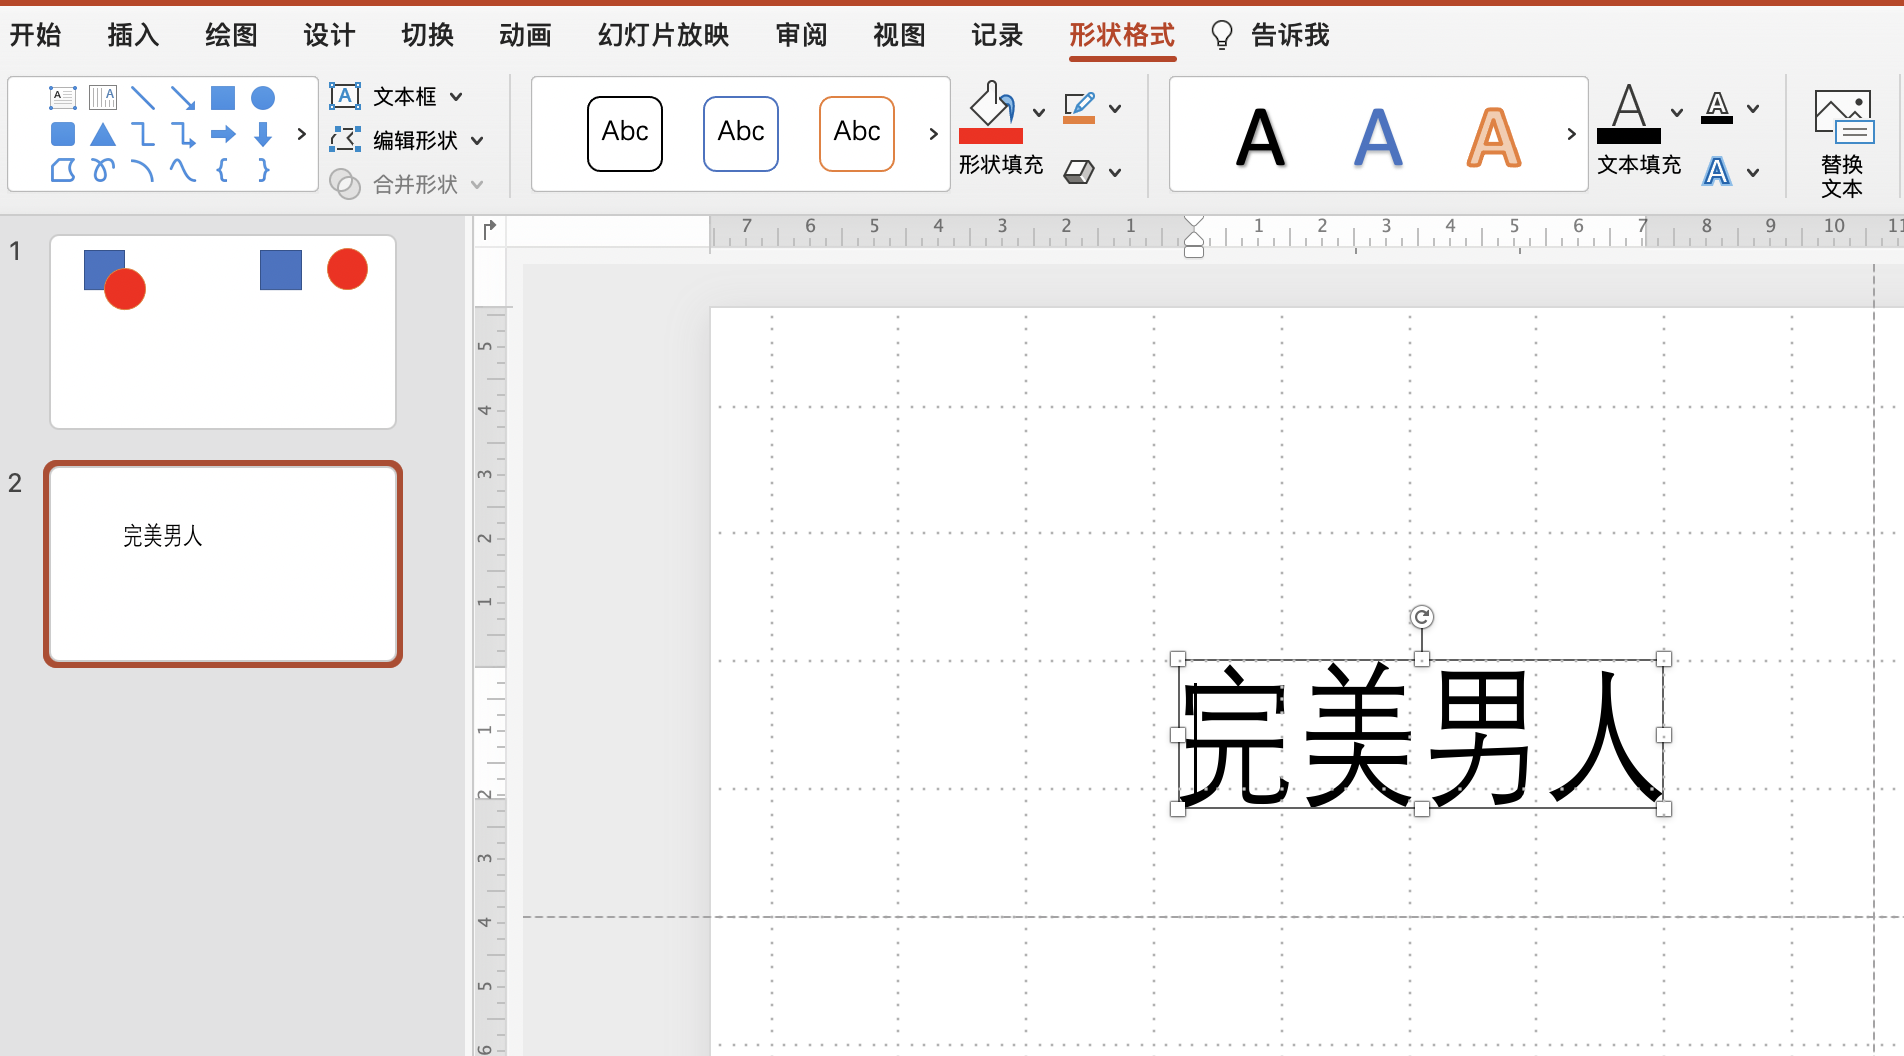 开始 插入 绘图 设计 切换 动画 幻灯片放映 审阅 视图 记录 形状格式 告诉我
A A 文本框
编辑形状
合并形状
Abc Abc Abc
形状填充
A A A
A A
文本填充
A
替换
文本
7 6 5 4 3 2 1 1 2 3 4 5 6 7 8 9 10 11
5
4
3
2
1
1
2
3
4
5
6
1
2
完美男人
完美男人